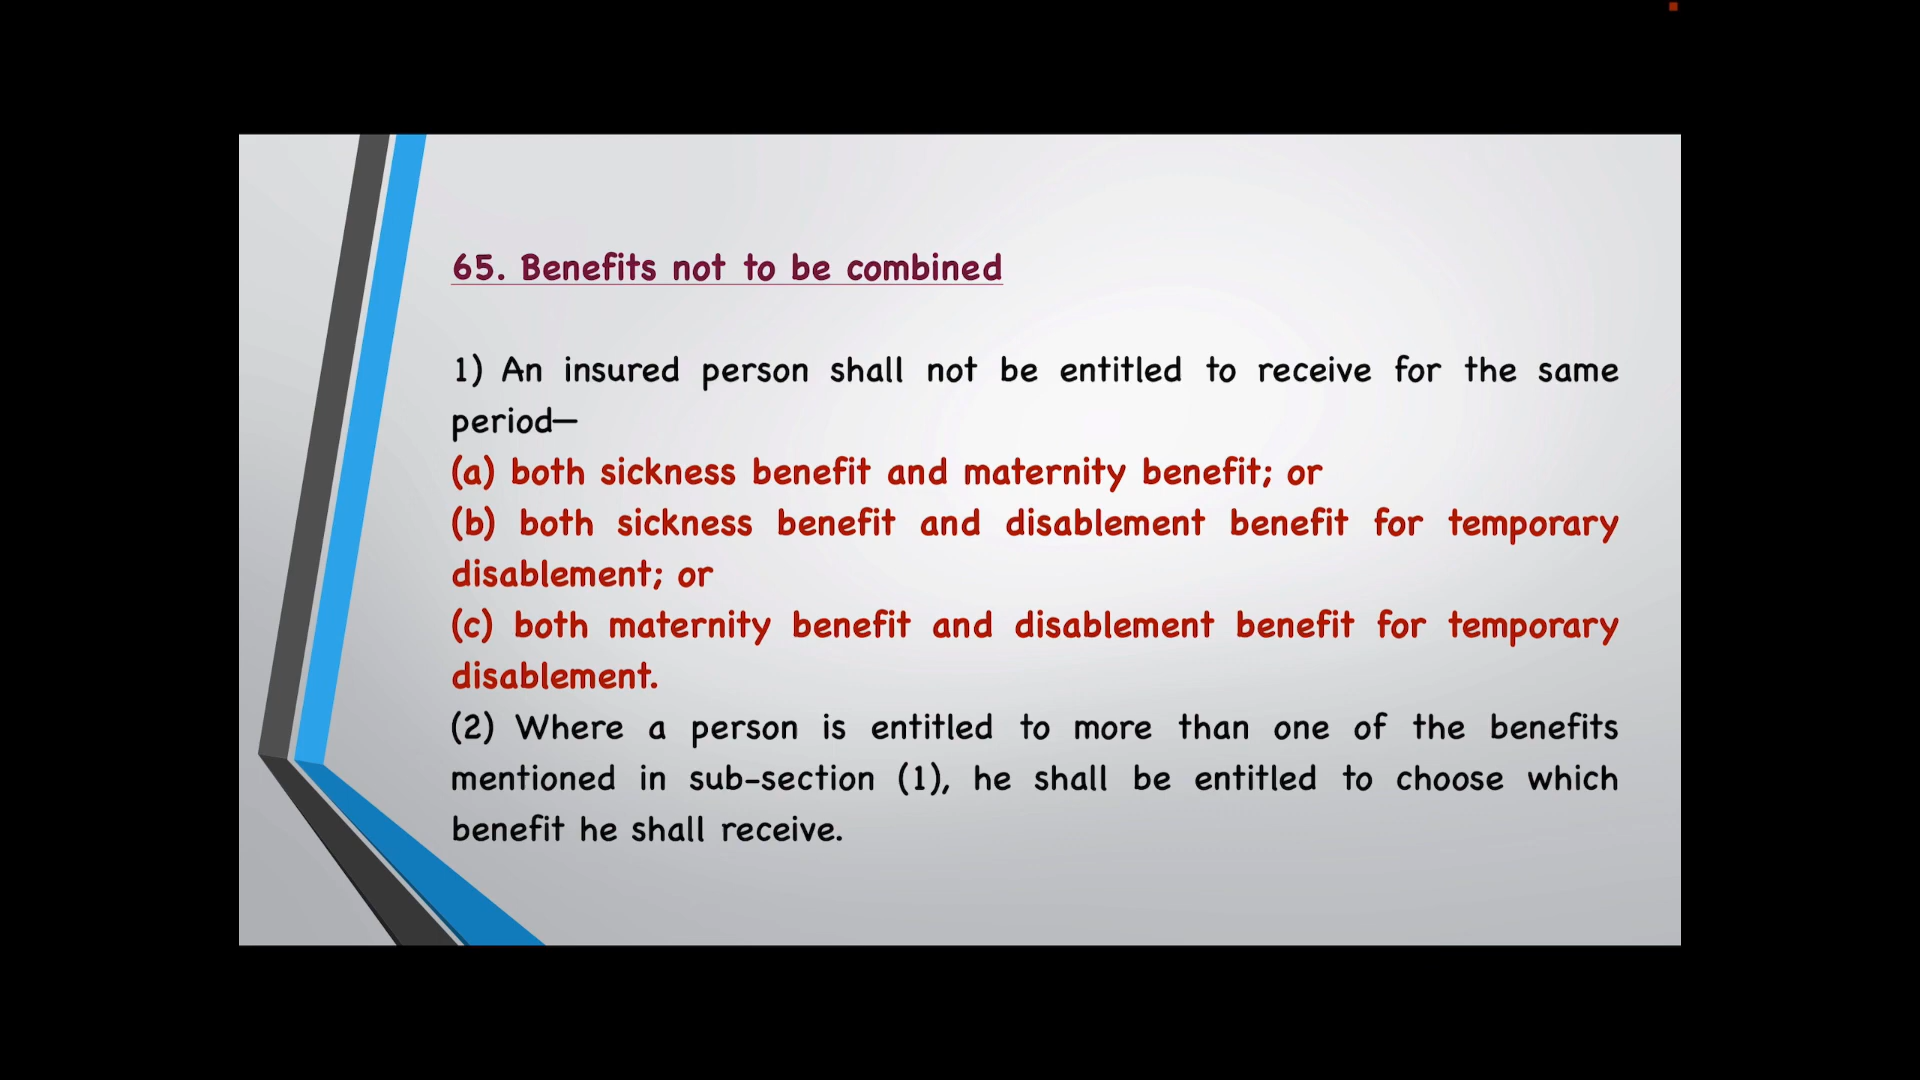 65. Benefits not to be combined
1) An insured person shall not be entitled to receive for the same
period—
(a) both sickness benefit and maternity benefit; or
(b) both sickness benefit and disablement benefit for temporary
disablement; or
(c) both maternity benefit and disablement benefit for temporary
disablement.
(2) Where a person is entitled to more than one of the benefits
mentioned in sub-section (1), he shall be entitled to choose which
benefit he shall receive.